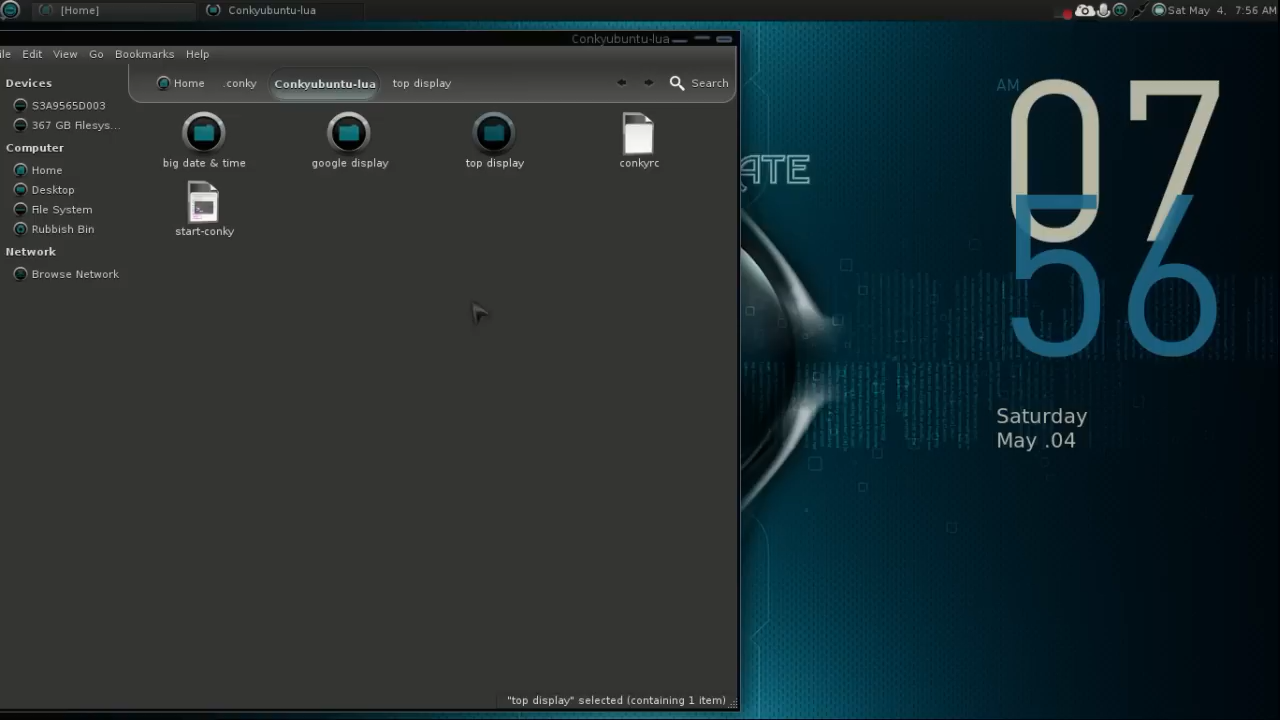 [Home]
Conkyubuntu-lua
Sat May 4, 7:56 AM
Conkyubuntu-lua
ile Edit View Go Bookmarks Help
Devices
S3A9565D003
367 GB Filesys...
Computer
Home
Desktop
File System
Rubbish Bin
Network
Browse Network
Home .conky Conkyubuntu-lua top display
Search
big date & time
google display
top display
conkyrc
start-conky
"top display" selected (containing 1 item)
ATE
AM
07
56
Saturday
May .04